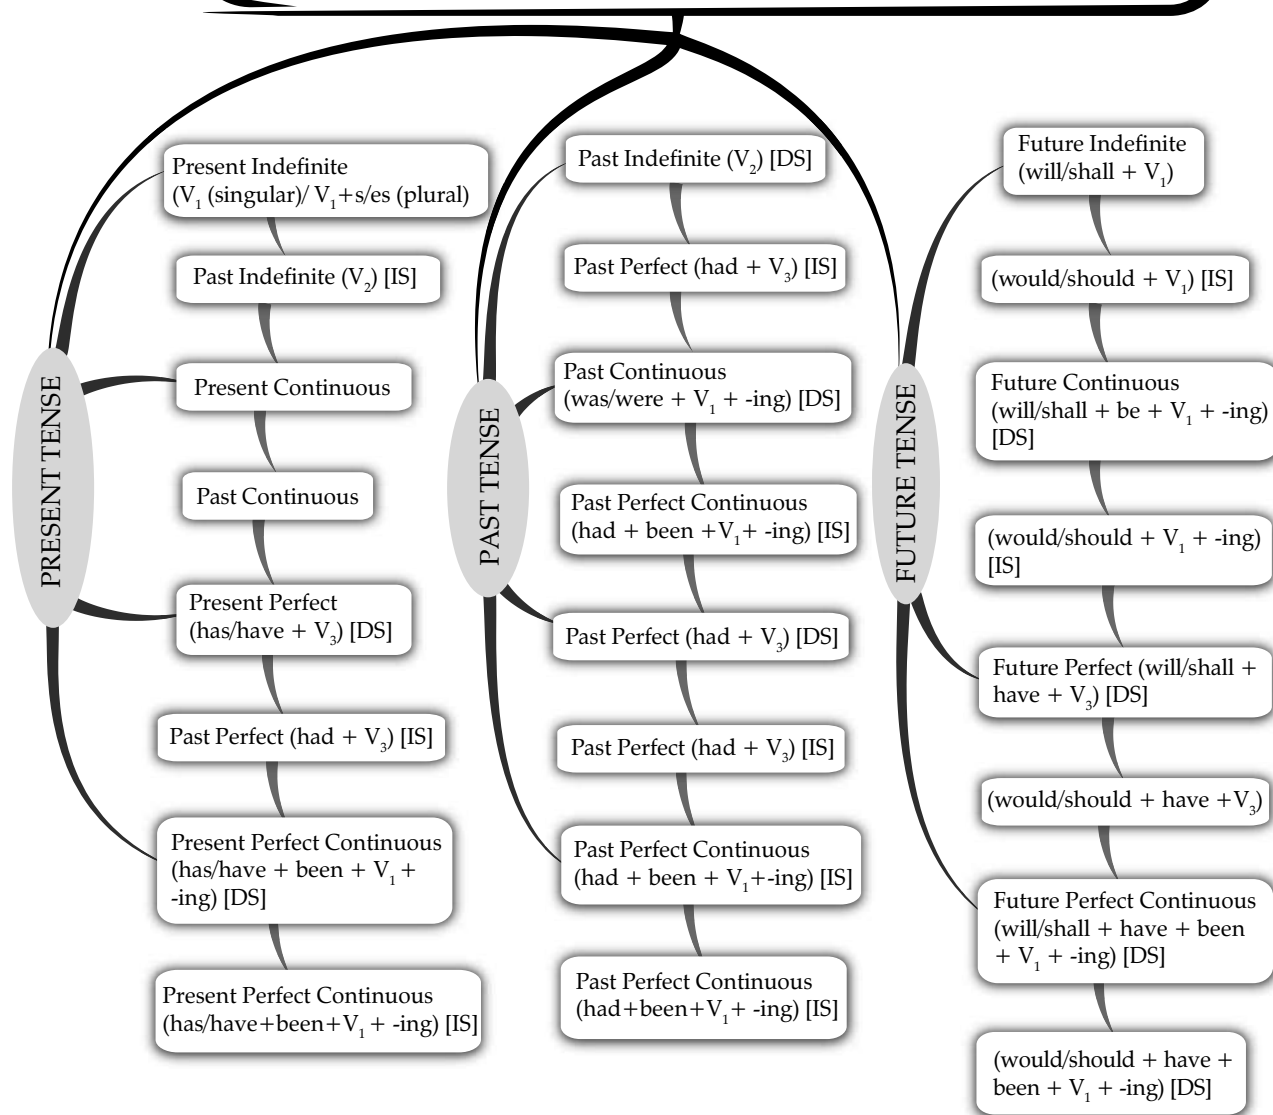 PRESENT TENSE
Present Indefinite
(V₁ (singular)/ V₁+s/es (plural)
Past Indefinite (V₂) [IS]
Present Continuous
Past Continuous
Present Perfect
(has/have + V₃) [DS]
Past Perfect (had + V₃) [IS]
Present Perfect Continuous
(has/have + been + V₁ +
-ing) [DS]
Present Perfect Continuous
(has/have+been+V₁ + -ing) [IS]
PAST TENSE
Past Indefinite (V₂) [DS]
Past Perfect (had + V₃) [IS]
Past Continuous
(was/were + V₁ + -ing) [DS]
Past Perfect Continuous
(had + been +V₁+ -ing) [IS]
Past Perfect (had + V₃) [DS]
Past Perfect (had + V₃) [IS]
Past Perfect Continuous
(had + been + V₁+-ing) [IS]
Past Perfect Continuous
(had+been+V₁+ -ing) [IS]
FUTURE TENSE
Future Indefinite
(will/shall + V₁)
(would/should + V₁) [IS]
Future Continuous
(will/shall + be + V₁ + -ing)
[DS]
(would/should + V₁ + -ing)
[IS]
Future Perfect (will/shall +
have + V₃) [DS]
(would/should + have +V₃)
Future Perfect Continuous
(will/shall + have + been
+ V₁ + -ing) [DS]
(would/should + have +
been + V₁ + -ing) [DS]